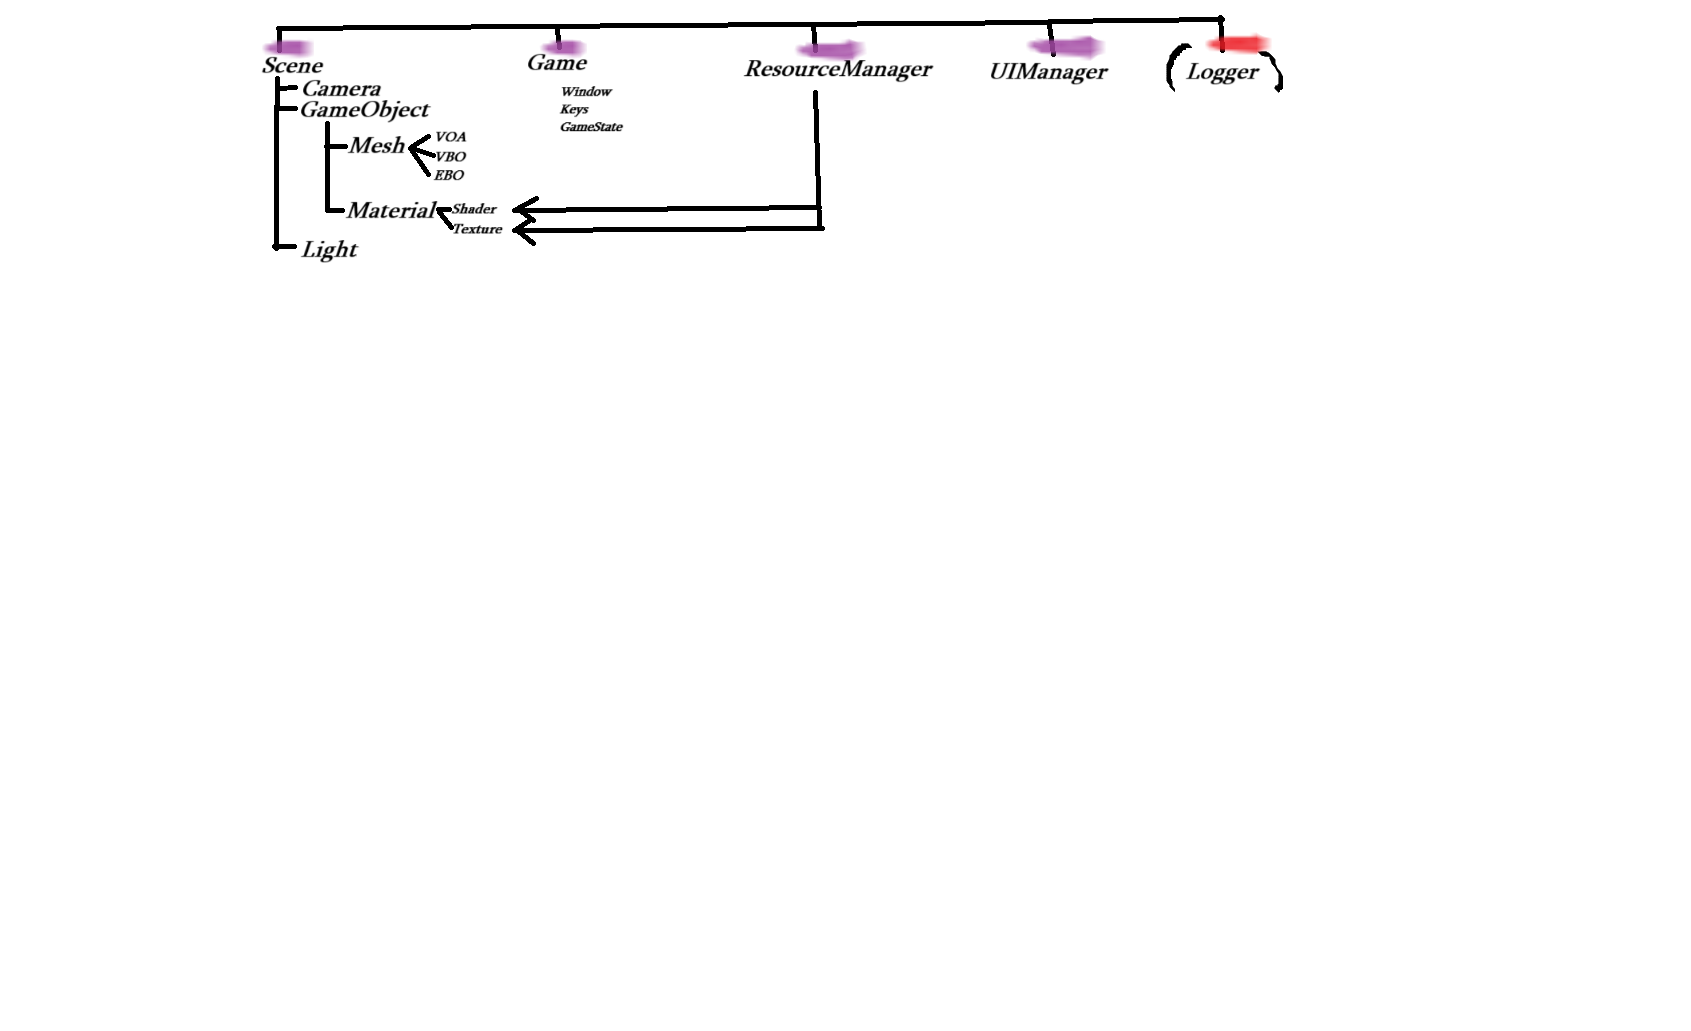 Scene
Game
ResourceManager
UIManager
(Logger)
Camera
GameObject
Mesh
VOA
VBO
EBO
Material
Shader
Texture
Light
Window
Keys
GameState